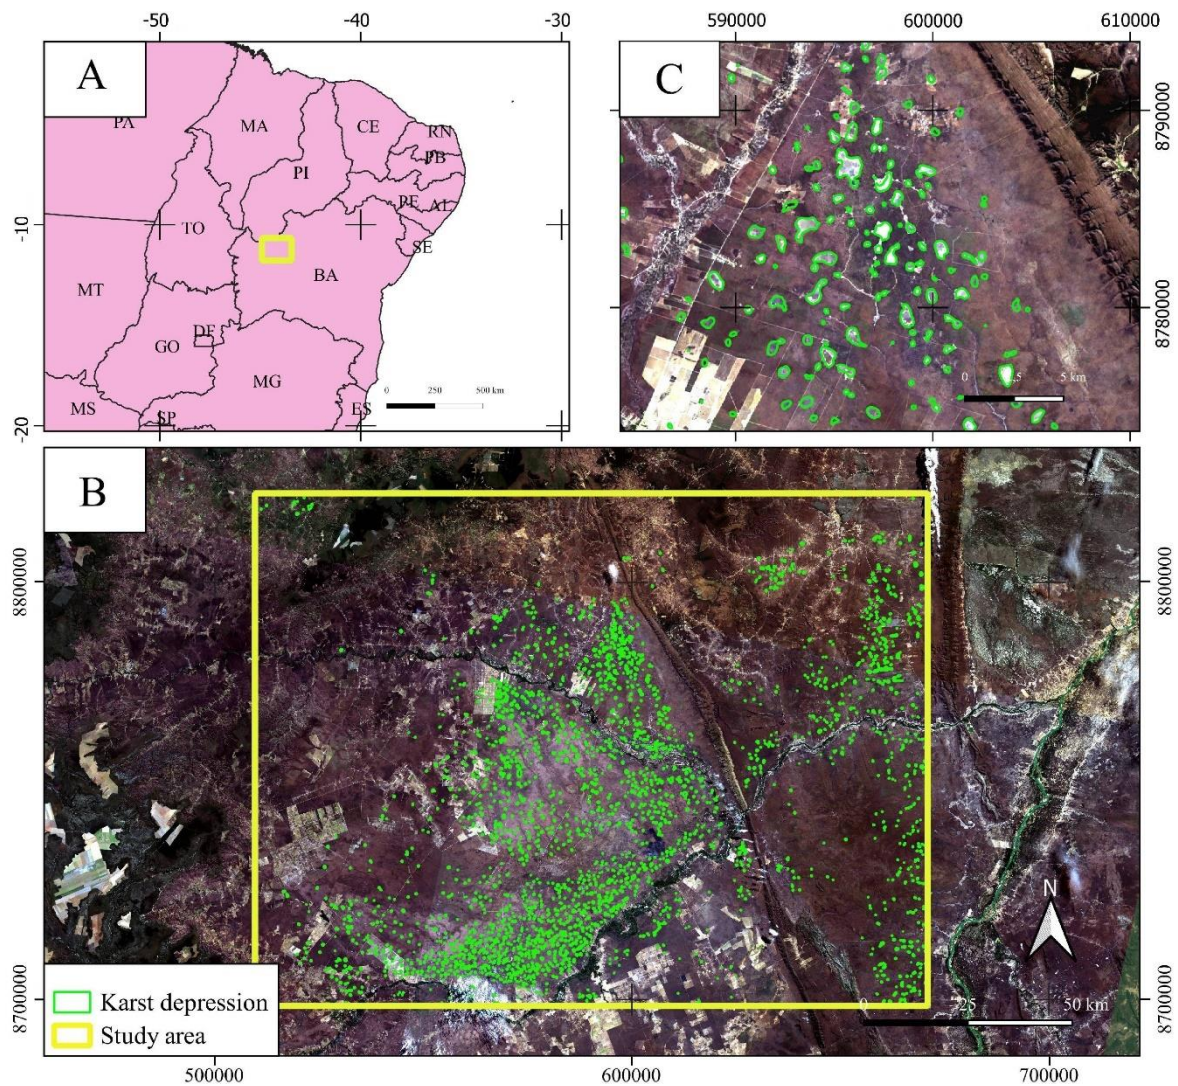 -50 -40 -30
590000 600000 610000
A
C
PA
MA
CE
RN
PB
PI
PE
AL
-10
TO
SE
BA
MT
DF
GO
MG
MS
SP
ES
-20
0 250 500 km
8790000
8780000
0 2.5 5 km
B
8800000
8800000
N
8700000
8700000
0 25 50 km
Karst depression
Study area
500000 600000 700000